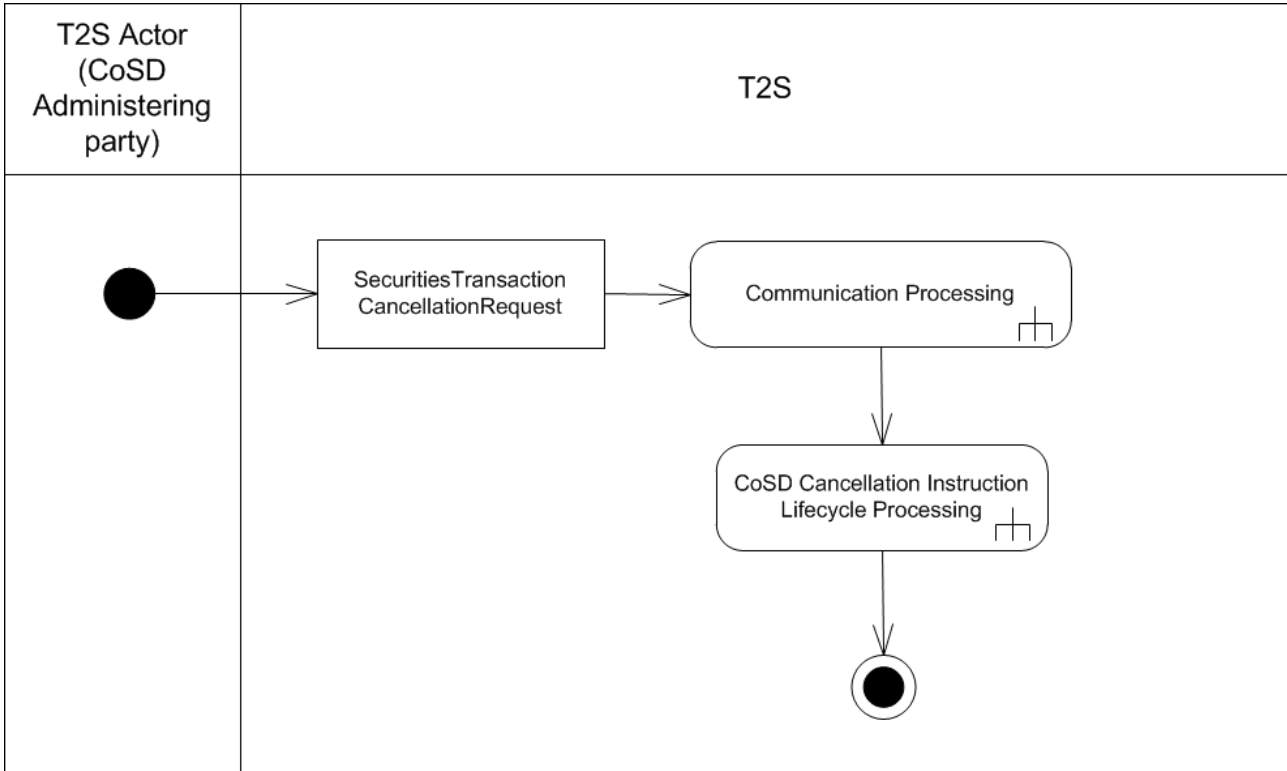 T2S Actor
(CoSD
Administering
party)
T2S
SecuritiesTransaction
CancellationRequest
Communication Processing
CoSD Cancellation Instruction
Lifecycle Processing